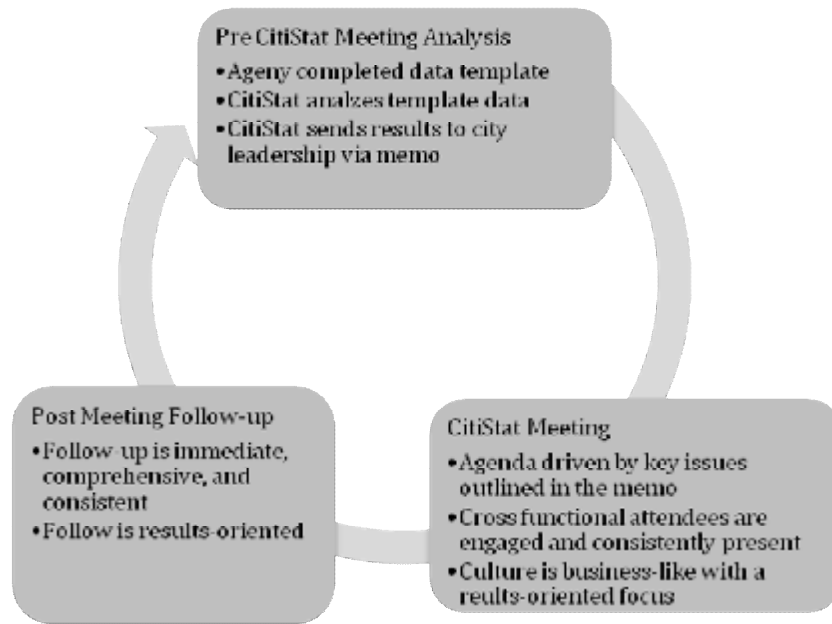 Pre CitiStat Meeting Analysis
•Ageny completed data template
•CitiStat analzes template data
•CitiStat sends results to city
leadership via memo
Post Meeting Follow-up
•Follow-up is immediate,
comprehensive, and
consistent
•Follow is results-oriented
CitiStat Meeting
•Agenda driven by key issues
outlined in the memo
•Cross functional attendees are
engaged and consistently present
•Culture is business-like with a
reults-oriented focus